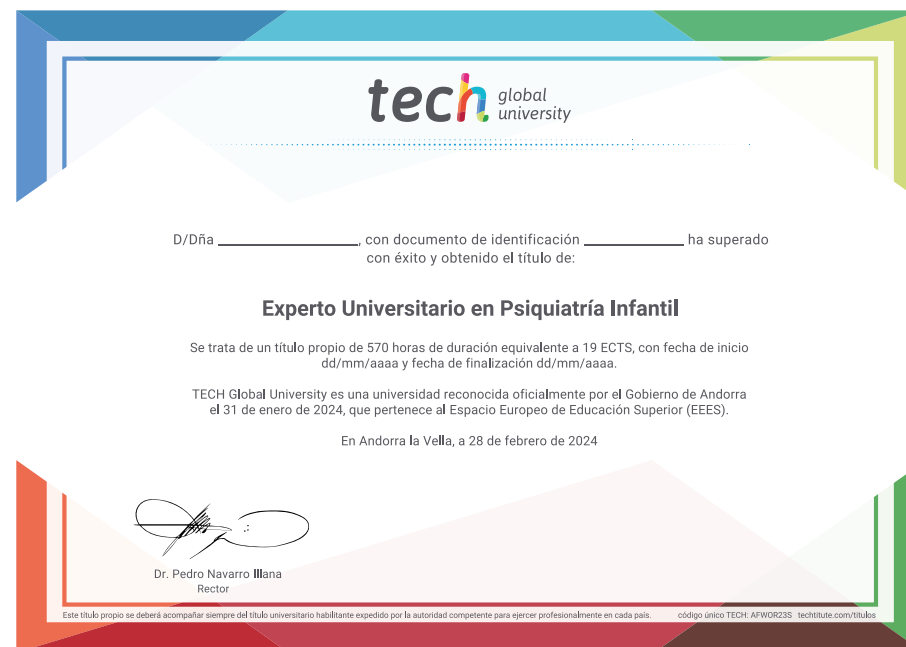 tech global university
D/Dña ____________________, con documento de identificación ______________ ha superado
con éxito y obtenido el título de:
Experto Universitario en Psiquiatría Infantil
Se trata de un título propio de 570 horas de duración equivalente a 19 ECTS, con fecha de inicio
dd/mm/aaaa y fecha de finalización dd/mm/aaaa.
TECH Global University es una universidad reconocida oficialmente por el Gobierno de Andorra
el 31 de enero de 2024, que pertenece al Espacio Europeo de Educación Superior (EEES).
En Andorra la Vella, a 28 de febrero de 2024
Dr. Pedro Navarro Illana
Rector
Este título propio se deberá acompañar siempre del título universitario habilitante expedido por la autoridad competente para ejercer profesionalmente en cada país. código único TECH: AFWOR23S techtitute.com/titulos